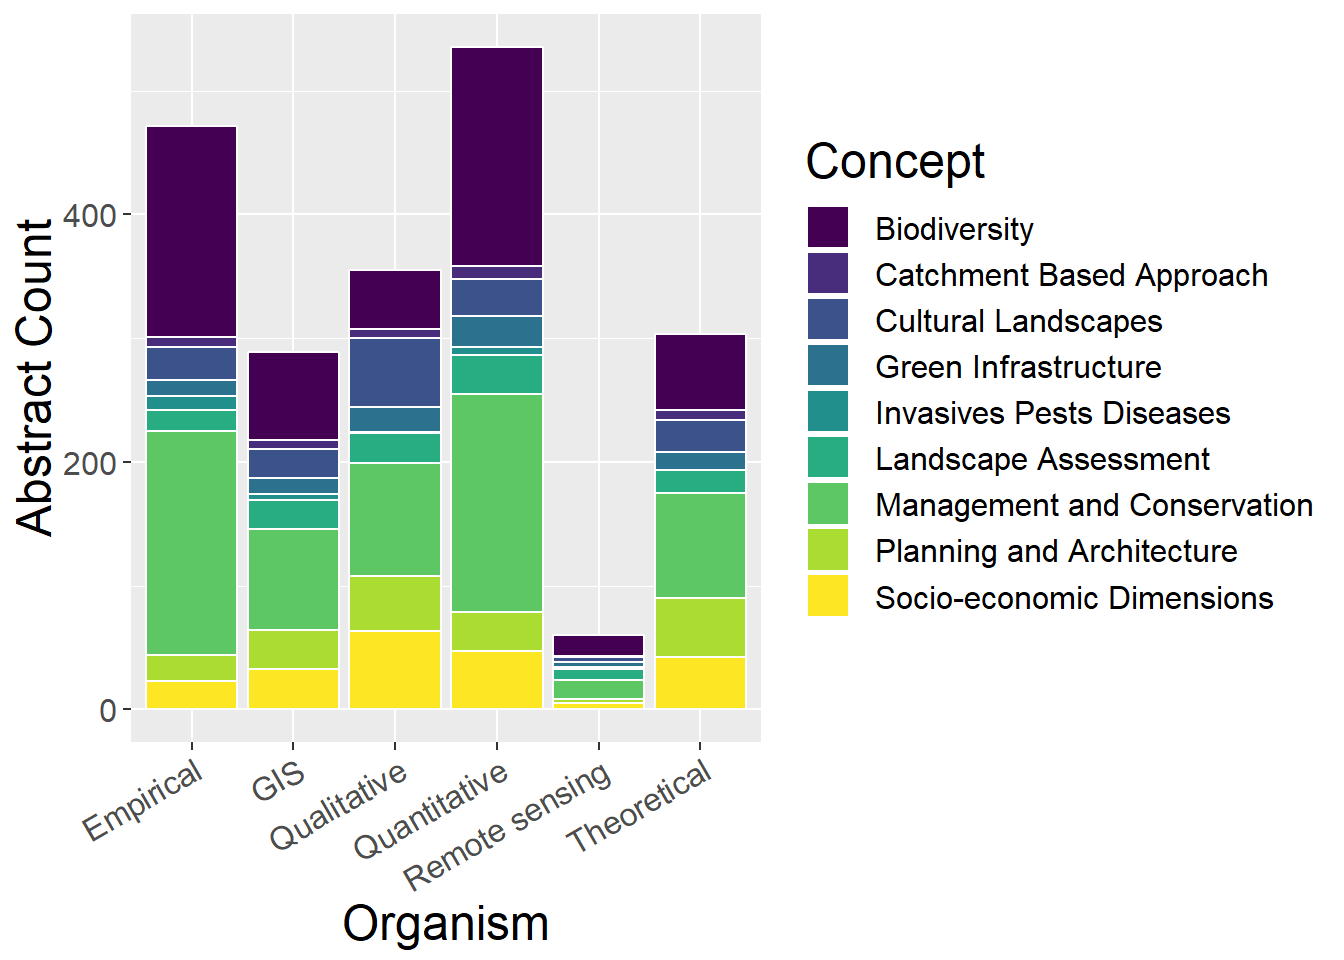 Abstract Count
400
200
0
Empirical
GIS
Qualitative
Quantitative
Remote sensing
Theoretical
Organism
Concept
Biodiversity
Catchment Based Approach
Cultural Landscapes
Green Infrastructure
Invasives Pests Diseases
Landscape Assessment
Management and Conservation
Planning and Architecture
Socio-economic Dimensions